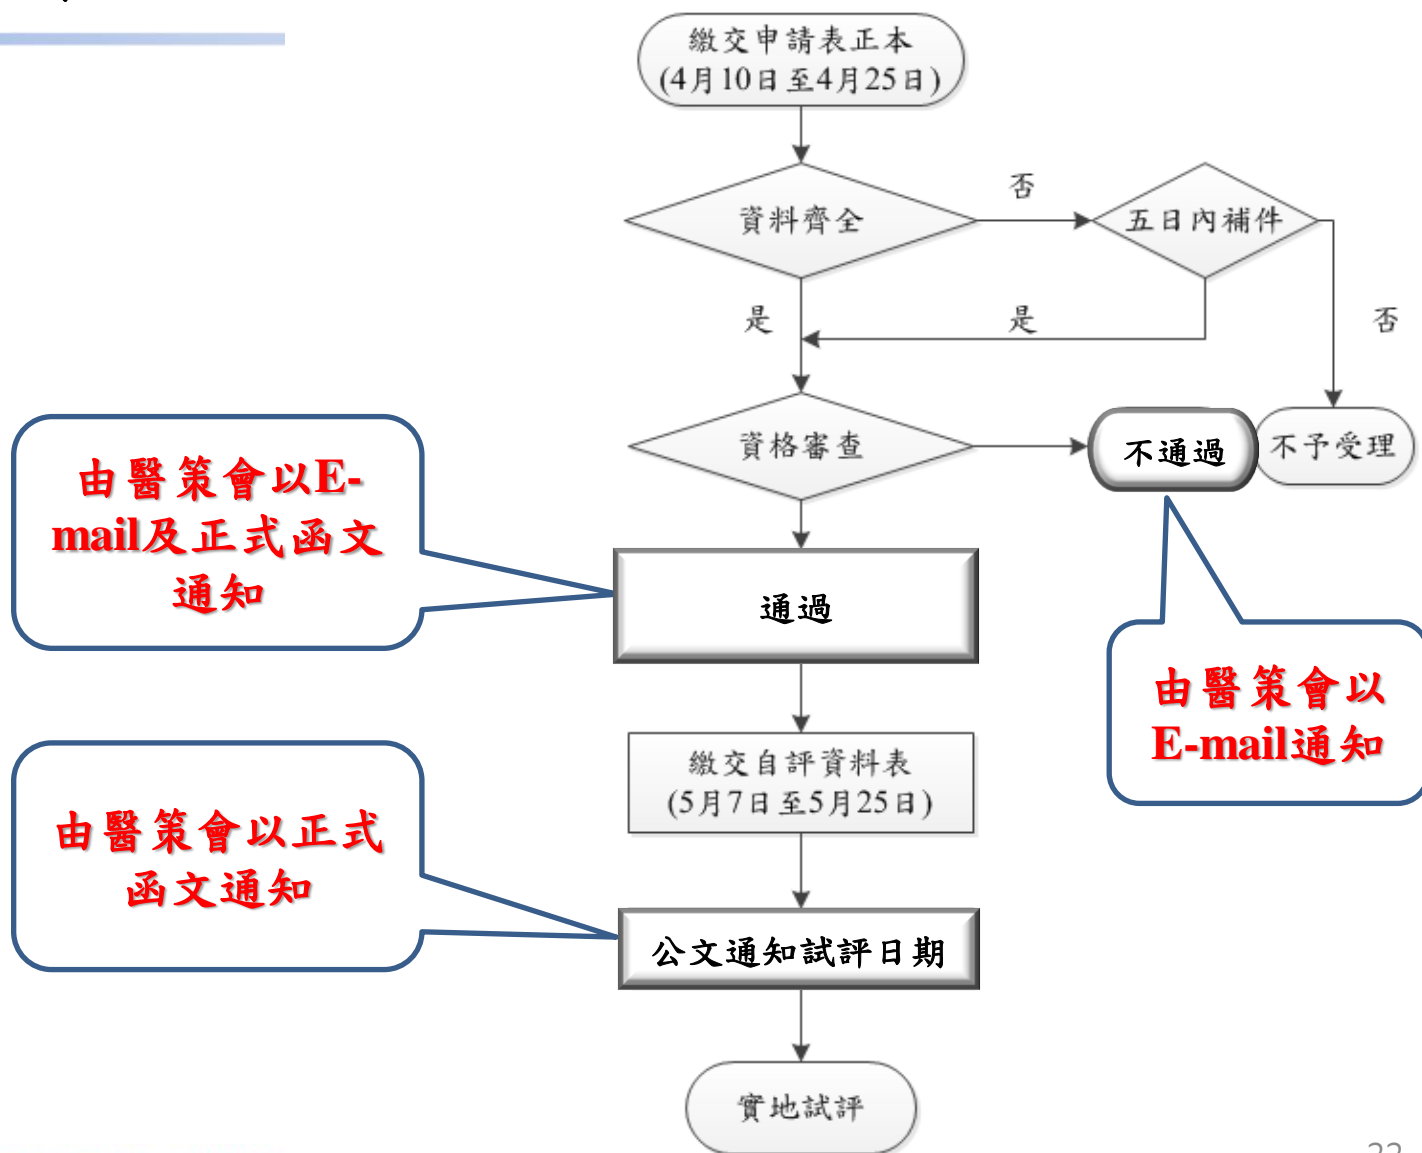 繳交申請表正本
(4月10日至4月25日)
資料齊全
否
五日內補件
是
是
否
資格審查
不通過
不予受理
由醫策會以E-
mail及正式函文
通知
通過
由醫策會以
E-mail通知
繳交自評資料表
(5月7日至5月25日)
由醫策會以正式
函文通知
公文通知試評日期
實地試評